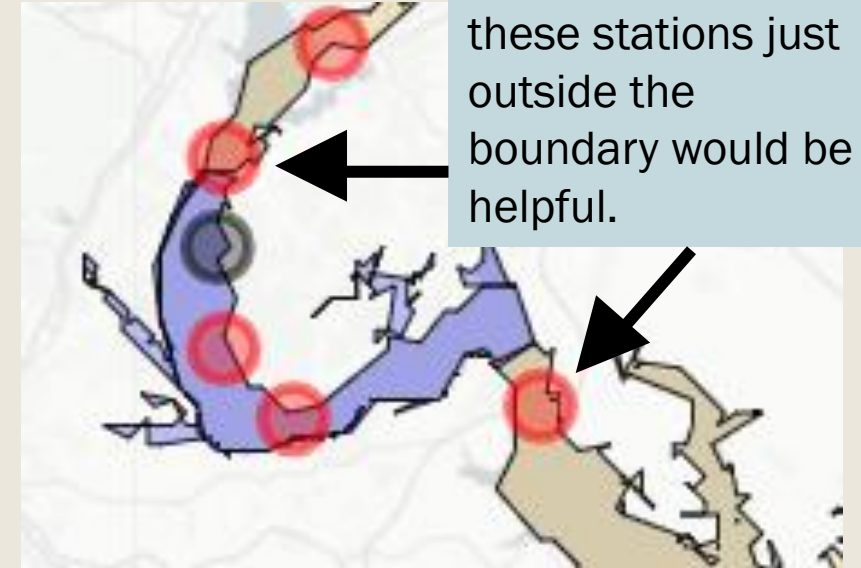 these stations just
outside the
boundary would be
helpful.